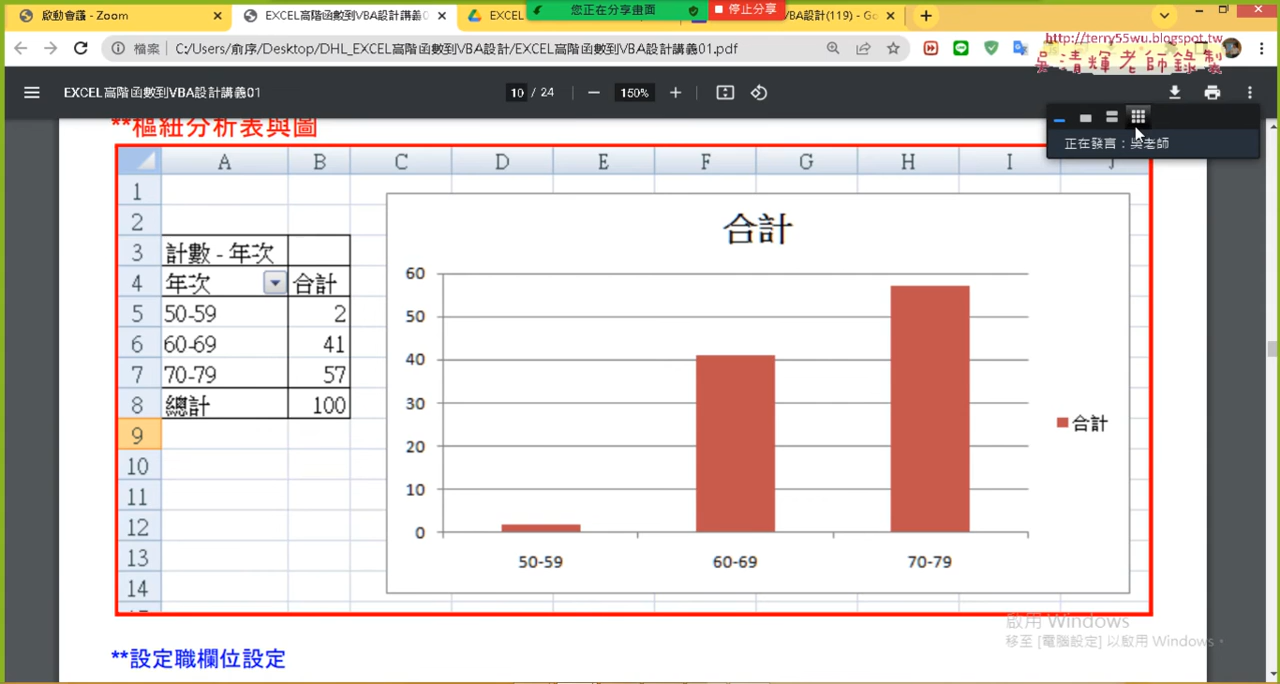 啟動會議 - Zoom
EXCEL高階函數到VBA設計講義0
EXCEL
您正在分享畫面
停止分享
VBA設計(119) - Go
檔案
C:/Users/俞序/Desktop/DHL_EXCEL高階函數到VBA設計/EXCEL高階函數到VBA設計講義01.pdf
http://terry55wu.blogspot.tw
吳清輝老師錄製
EXCEL高階函數到VBA設計講義01
10 / 24
150%
正在發言：吳老師
**樞紐分析表與圖
A B C D E F G H I J
1
2
3 計數 - 年次
4 年次 合計
5 50-59 2
6 60-69 41
7 70-79 57
8 總計 100
9
10
11
12
13
14
合計
60
50
40
30
20
10
0
50-59 60-69 70-79
合計
啟用 Windows
移至 [電腦設定] 以啟用 Windows。
**設定職欄位設定